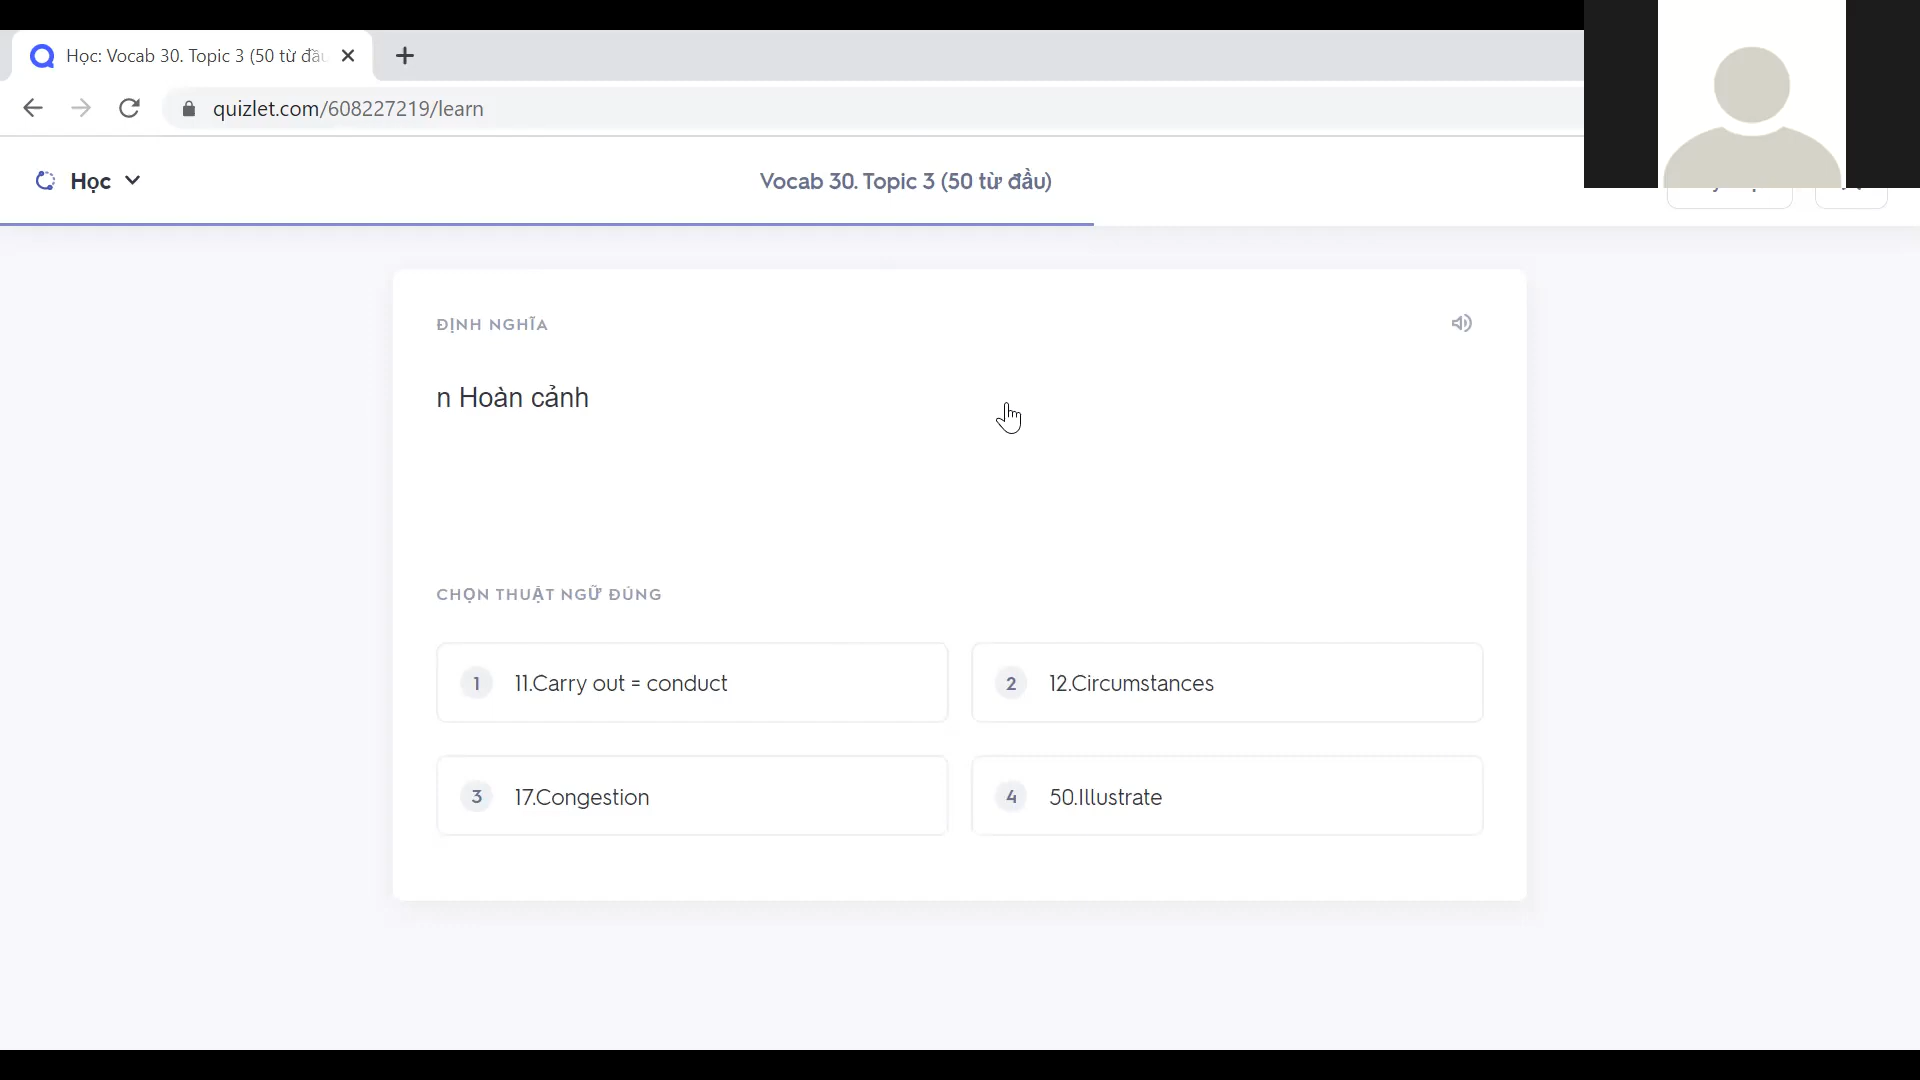 Học: Vocab 30. Topic 3 (50 từ đầu
quizlet.com/608227219/learn
Học
Vocab 30. Topic 3 (50 từ đầu)
ĐỊNH NGHĨA
n Hoàn cảnh
CHỌN THUẬT NGỮ ĐÚNG
1 11.Carry out = conduct
2 12.Circumstances
3 17.Congestion
4 50.Illustrate